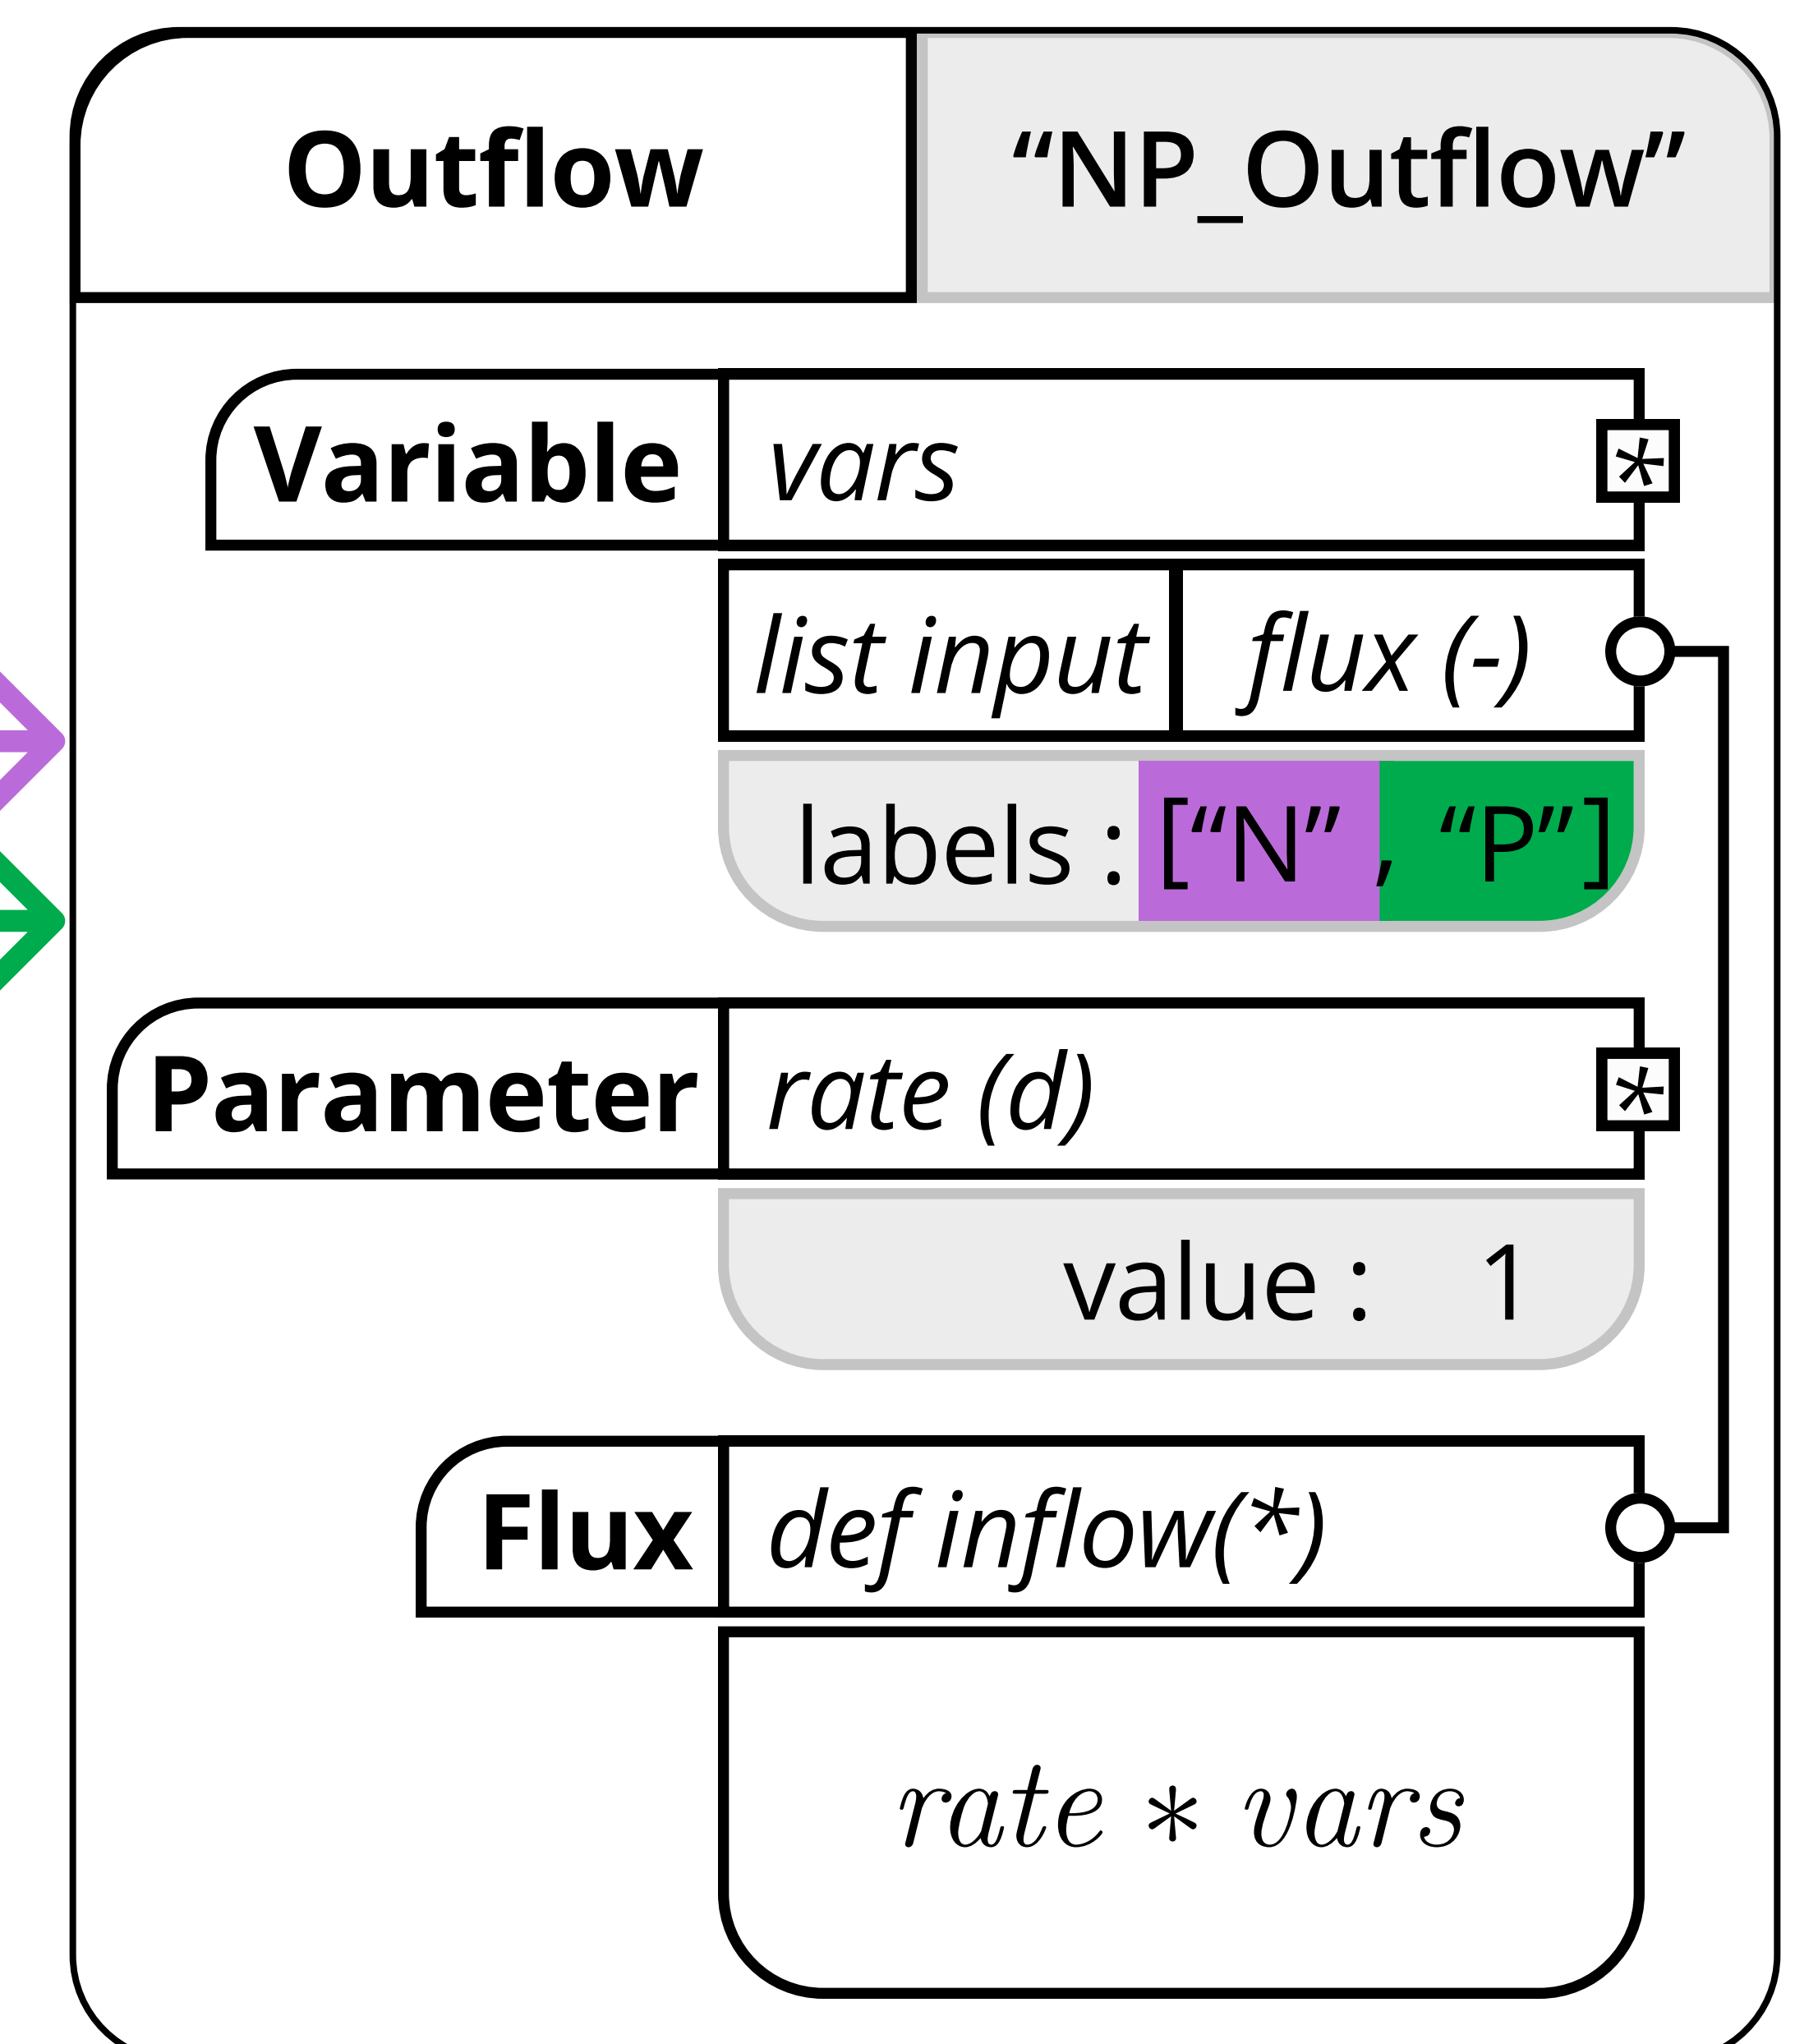 Outflow “NP_Outflow”
Variable vars *
list input flux (-)
labels : [“N” , “P”]
Parameter rate (d) *
value : 1
Flux def inflow(*)
rate ∗ vars